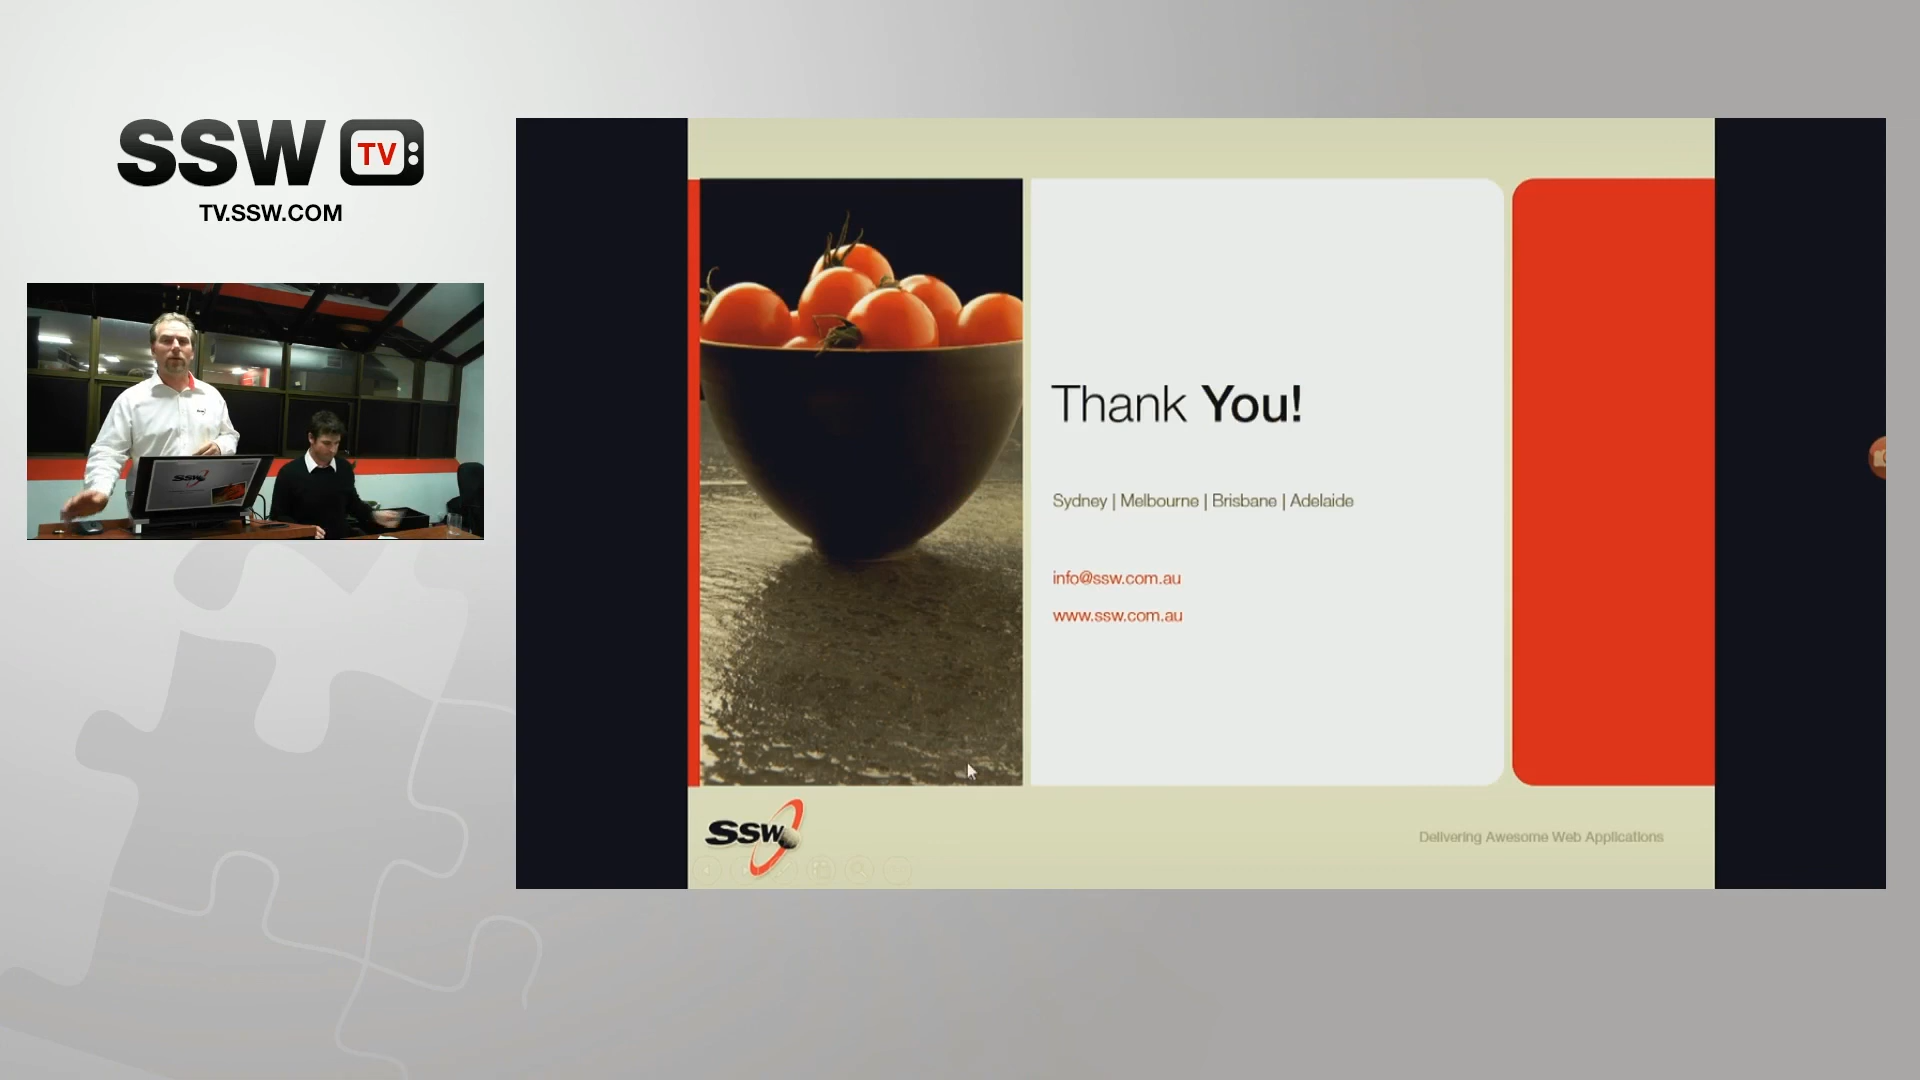 SSW TV
TV.SSW.COM
SSW
Thank You!
Sydney | Melbourne | Brisbane | Adelaide
info@ssw.com.au
www.ssw.com.au
SSW
Delivering Awesome Web Applications